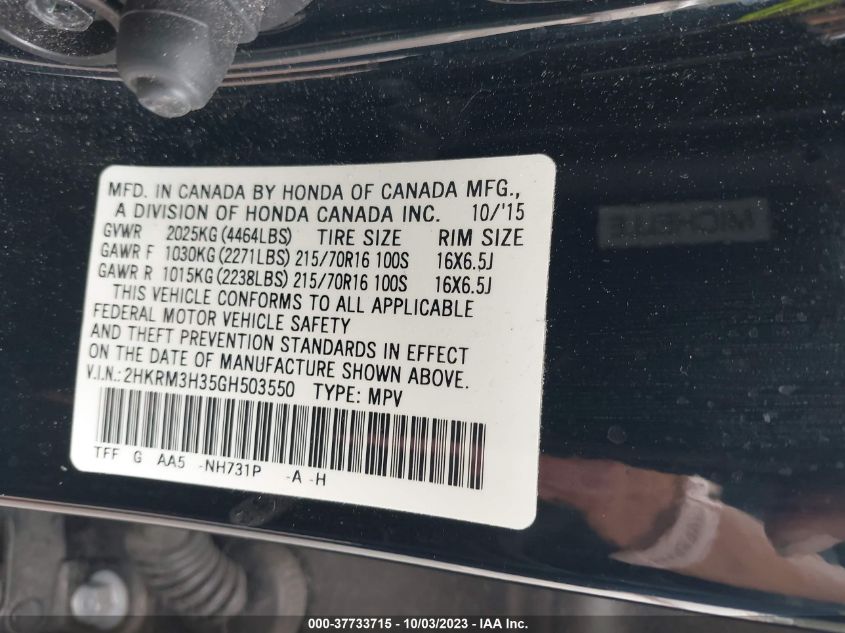 MFD. IN CANADA BY HONDA OF CANADA MFG.,
A DIVISION OF HONDA CANADA INC. 10/'15
GVWR 2025KG (4464LBS) TIRE SIZE RIM SIZE
GAWR F 1030KG (2271LBS) 215/70R16 100S 16X6.5J
GAWR R 1015KG (2238LBS) 215/70R16 100S 16X6.5J
THIS VEHICLE CONFORMS TO ALL APPLICABLE
FEDERAL MOTOR VEHICLE SAFETY
AND THEFT PREVENTION STANDARDS IN EFFECT
ON THE DATE OF MANUFACTURE SHOWN ABOVE.
V.I.N.: 2HKRM3H35GH503550 TYPE: MPV
TFF G AA5 -NH731P -A -H
000-37733715 - 10/03/2023 - IAA Inc.